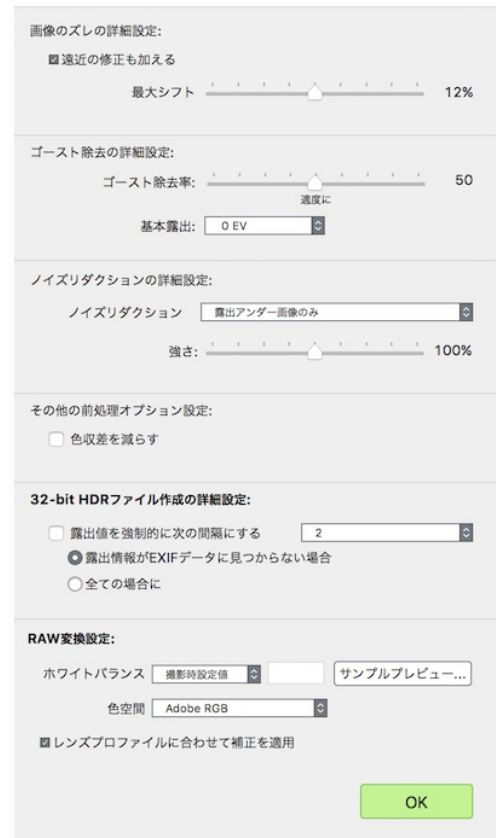 画像のズレの詳細設定:
遠近の修正も加える
最大シフト 12%
ゴースト除去の詳細設定:
ゴースト除去率: 50
適度に
基本露出: 0 EV
ノイズリダクションの詳細設定:
ノイズリダクション 露出アンダー画像のみ
強さ: 100%
その他の前処理オプション設定:
色収差を減らす
32-bit HDRファイル作成の詳細設定:
露出値を強制的に次の間隔にする 2
露出情報がEXIFデータに見つからない場合
全ての場合に
RAW変換設定:
ホワイトバランス 撮影時設定値 サンプルプレビュー...
色空間 Adobe RGB
レンズプロファイルに合わせて補正を適用
OK